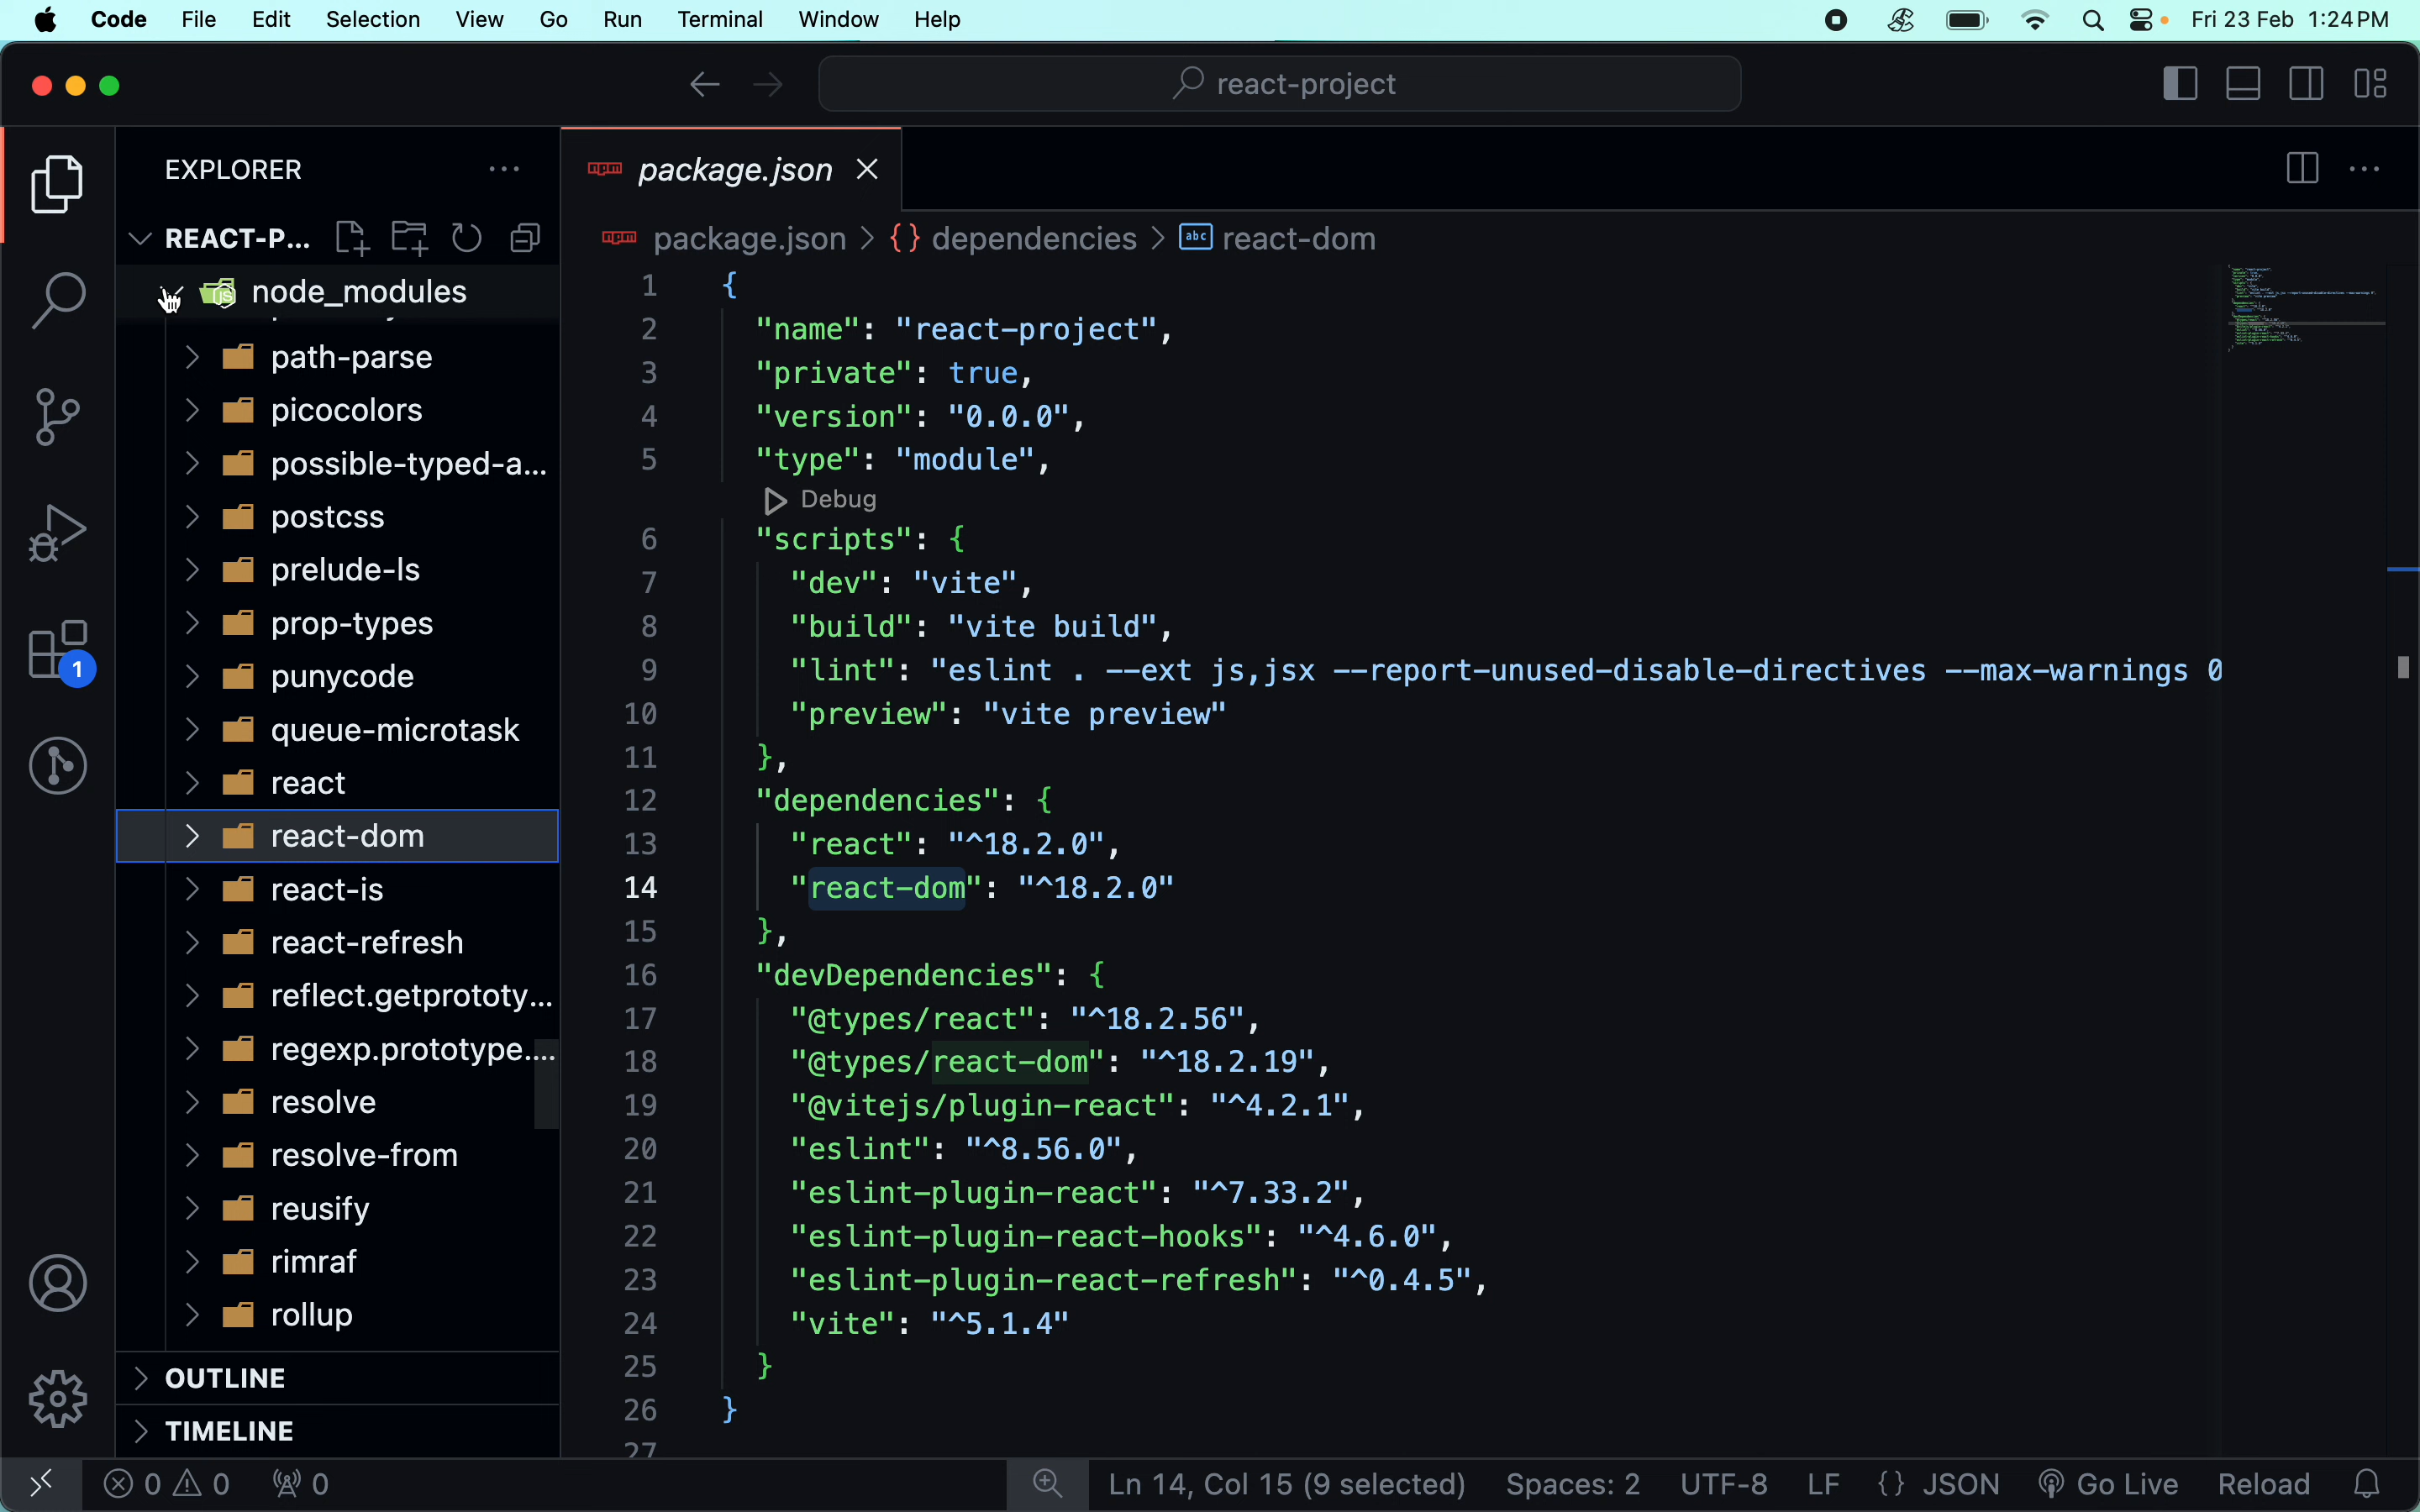 Code File Edit Selection View Go Run Terminal Window Help Fri 23 Feb 1:24 PM
react-project
EXPLORER
REACT-P...
node_modules
path-parse
picocolors
possible-typed-a...
postcss
prelude-ls
prop-types
punycode
queue-microtask
react
react-dom
react-is
react-refresh
reflect.getprototy...
regexp.prototype....
resolve
resolve-from
reusify
rimraf
rollup
OUTLINE
TIMELINE
1
package.json
package.json > {} dependencies > abc react-dom
1 {
2 "name": "react-project",
3 "private": true,
4 "version": "0.0.0",
5 "type": "module",
Debug
6 "scripts": {
7 "dev": "vite",
8 "build": "vite build",
9 "lint": "eslint . --ext js,jsx --report-unused-disable-directives --max-warnings 0
10 "preview": "vite preview"
11 },
12 "dependencies": {
13 "react": "^18.2.0",
14 "react-dom": "^18.2.0"
15 },
16 "devDependencies": {
17 "@types/react": "^18.2.56",
18 "@types/react-dom": "^18.2.19",
19 "@vitejs/plugin-react": "^4.2.1",
20 "eslint": "^8.56.0",
21 "eslint-plugin-react": "^7.33.2",
22 "eslint-plugin-react-hooks": "^4.6.0",
23 "eslint-plugin-react-refresh": "^0.4.5",
24 "vite": "^5.1.4"
25 }
26 }
27
0 0 0 Ln 14, Col 15 (9 selected) Spaces: 2 UTF-8 LF {} JSON Go Live Reload